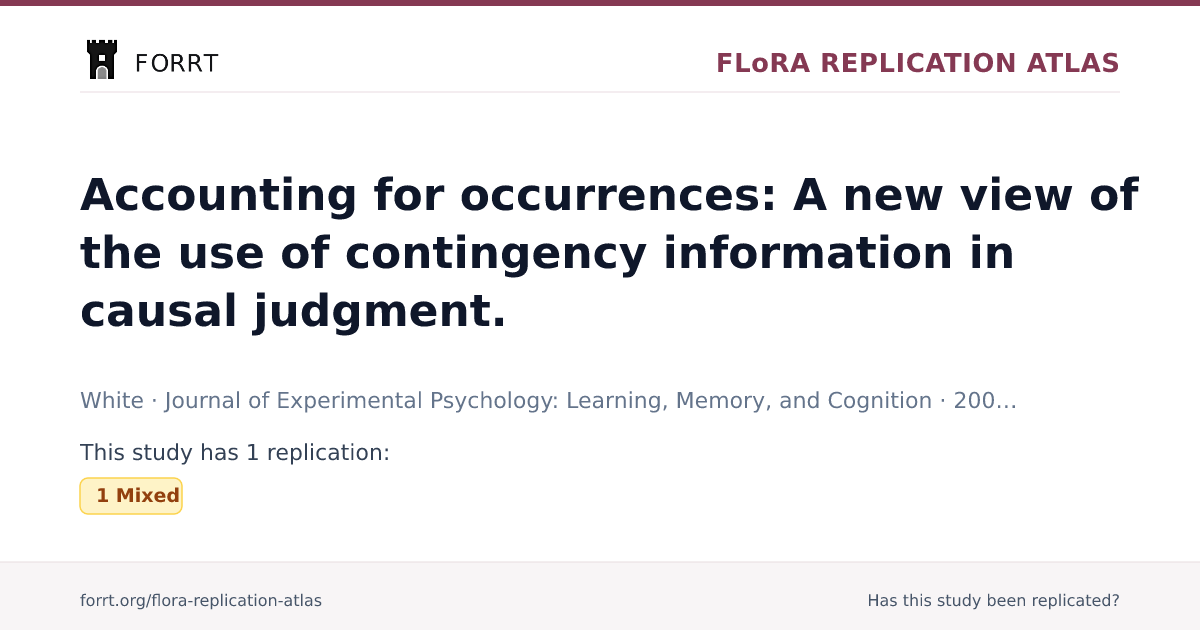 FORRT
FLoRA REPLICATION ATLAS
Accounting for occurrences: A new view of
the use of contingency information in
causal judgment.
White · Journal of Experimental Psychology: Learning, Memory, and Cognition · 200…
This study has 1 replication:
1 Mixed
forrt.org/flora-replication-atlas
Has this study been replicated?